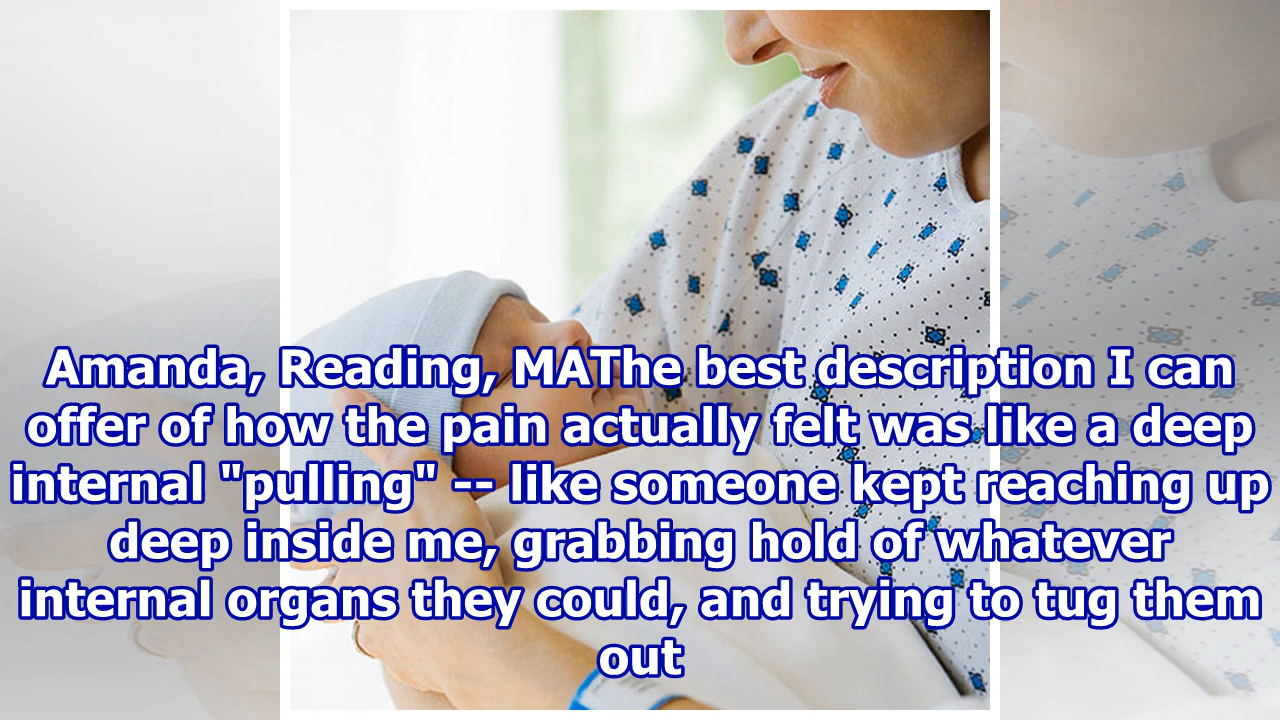 Amanda, Reading, MAThe best description I can
offer of how the pain actually felt was like a deep
internal "pulling" -- like someone kept reaching up
deep inside me, grabbing hold of whatever
internal organs they could, and trying to tug them
out